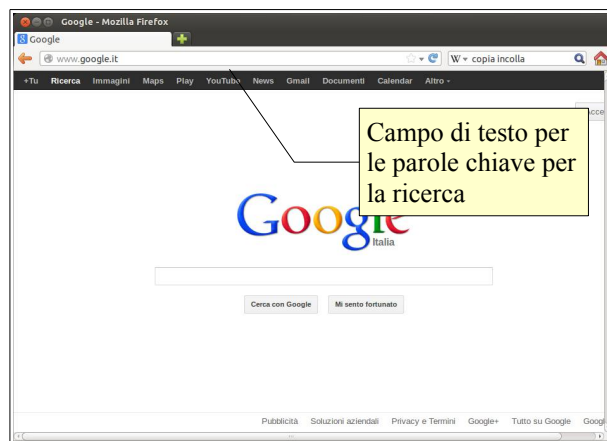 Google - Mozilla Firefox
Google
www.google.it
W copia incolla
+Tu Ricerca Immagini Maps Play YouTube News Gmail Documenti Calendar Altro
Acce
Campo di testo per
le parole chiave per
la ricerca
Google
Italia
Cerca con Google Mi sento fortunato
Pubblicità Soluzioni aziendali Privacy e Termini Google+ Tutto su Google Googl